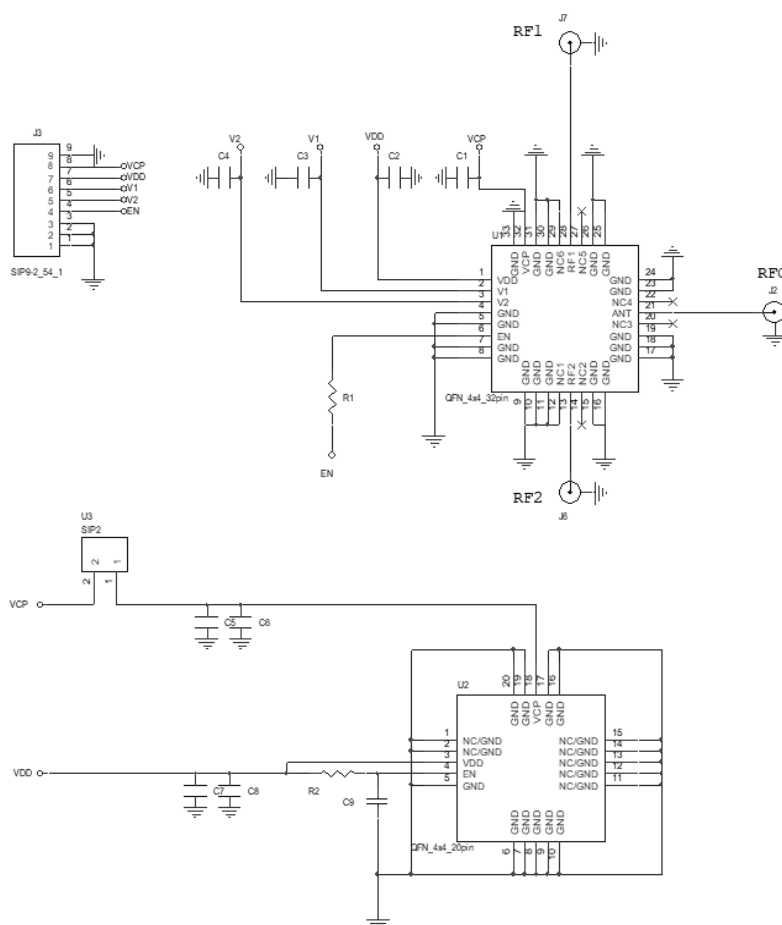 J7
RF1
J3
9
9
8
8
VCP
7
7
VDD
6
6
V1
5
5
V2
4
4
EN
3
3
2
2
1
1
SIP9-2_54_1
V2
V1
VDD
VCP
C4
C3
C2
C1
U1
33
32
31
30
29
28
27
26
25
GND
VCP
GND
GND
NC6
RF1
NC5
GND
GND
1
VDD
2
V1
3
V2
4
GND
5
GND
6
EN
7
GND
8
GND
GND
24
GND
23
NC4
22
ANT
21
NC3
20
GND
19
GND
18
GND
17
RF0
J2
GND
GND
GND
NC1
RF2
NC2
GND
GND
9
10
11
12
13
14
15
16
QFN_4x4_32pin
R1
EN
RF2
J6
U3
SIP2
2
1
2
1
VCP
C5
C6
U2
20
19
18
17
16
GND
GND
VCP
GND
GND
1
NC/GND
2
NC/GND
3
VDD
4
EN
5
GND
NC/GND
15
NC/GND
14
NC/GND
13
NC/GND
12
NC/GND
11
VDD
C7
C8
R2
C9
GND
GND
GND
GND
GND
6
7
8
9
10
QFN_4x4_20pin